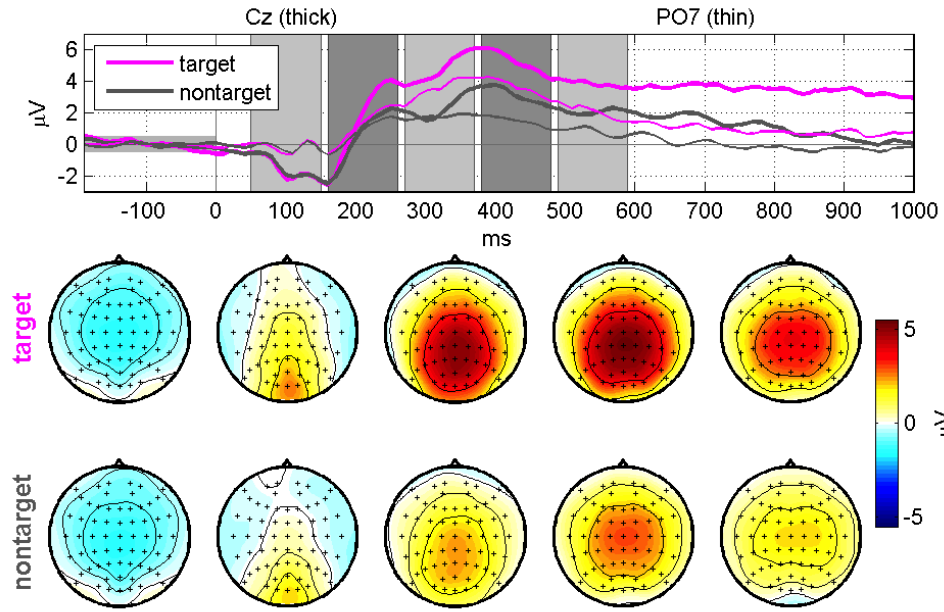 Cz (thick) PO7 (thin)
6
4
2
0
-2
μV
target
nontarget
-100 0 100 200 300 400 500 600 700 800 900 1000
ms
target
nontarget
5
0
-5
μV